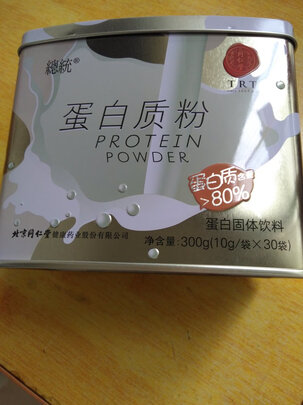 總統®
TRT
蛋白质粉
PROTEIN
POWDER
蛋白质含量
>80%
北京同仁堂健康药业股份有限公司
净含量:300g(10g/袋×30袋)
蛋白固体饮料